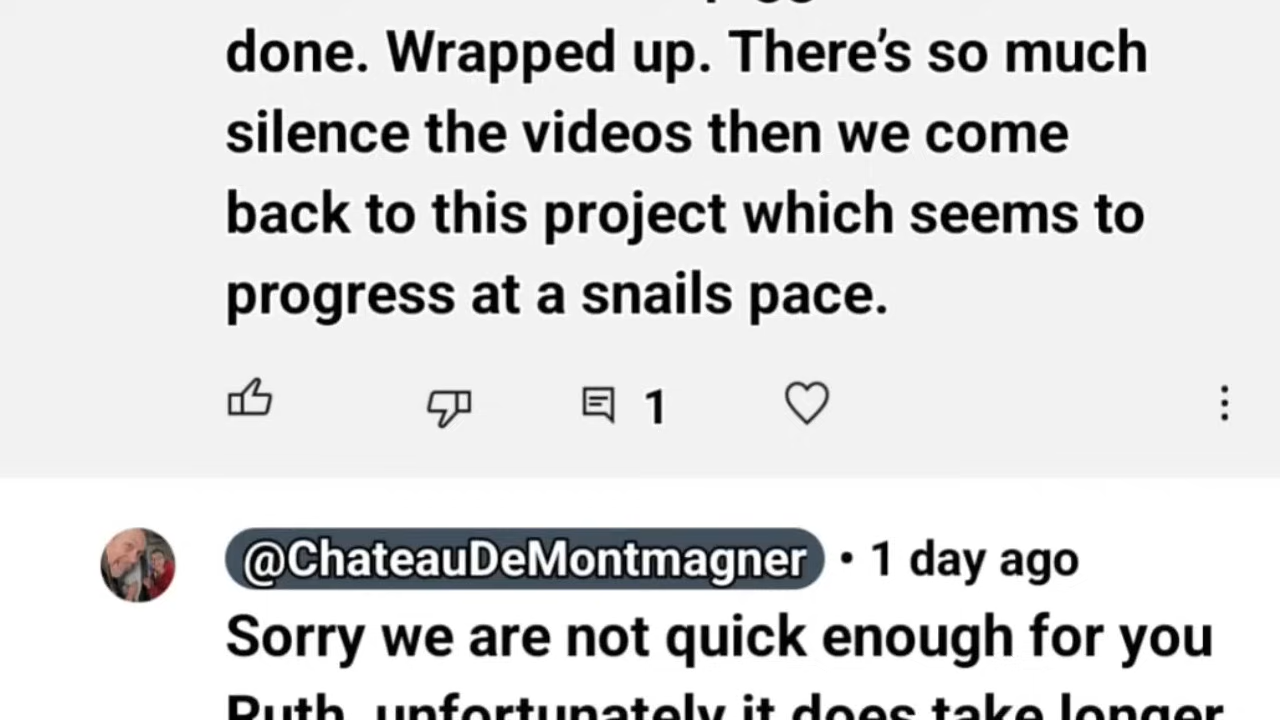 done. Wrapped up. There’s so much
silence the videos then we come
back to this project which seems to
progress at a snails pace.
1
@ChateauDeMontmagner • 1 day ago
Sorry we are not quick enough for you
Ruth, unfortunately it does take longer